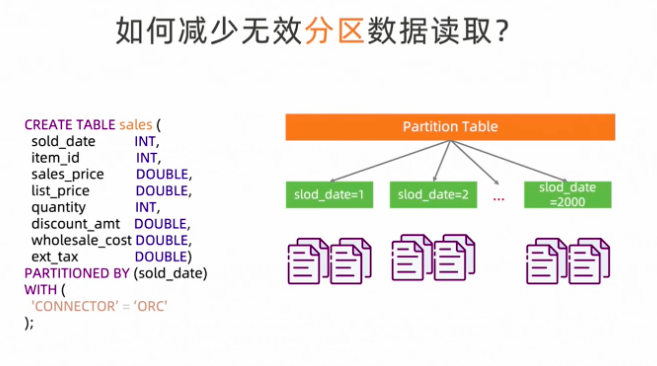 如何减少无效分区数据读取?
CREATE TABLE sales (
sold_date INT,
item_id INT,
sales_price DOUBLE,
list_price DOUBLE,
quantity INT,
discount_amt DOUBLE,
wholesale_cost DOUBLE,
ext_tax DOUBLE)
PARTITIONED BY (sold_date)
WITH (
'CONNECTOR’ = ‘ORC'
);
Partition Table
slod_date=1
slod_date=2
...
slod_date
=2000